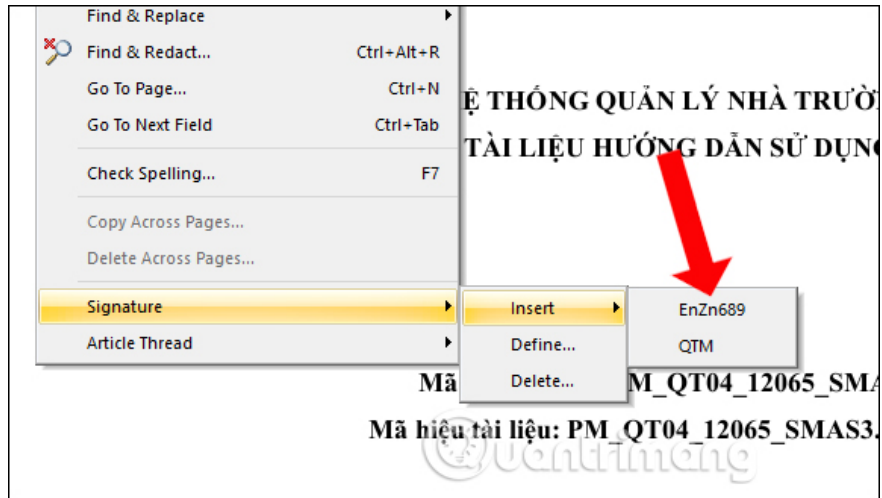 Find & Replace
Find & Redact... Ctrl+Alt+R
Go To Page... Ctrl+N
Go To Next Field Ctrl+Tab
Check Spelling... F7
Copy Across Pages...
Delete Across Pages...
Signature
Article Thread
Insert
Define...
Delete...
EnZn689
QTM
Ệ THỐNG QUẢN LÝ NHÀ TRƯỜ
TÀI LIỆU HƯỚNG DẪN SỬ DỤN
Mã M_QT04_12065_SMA
Mã hiệu tài liệu: PM_QT04_12065_SMAS3.
Quantrimang